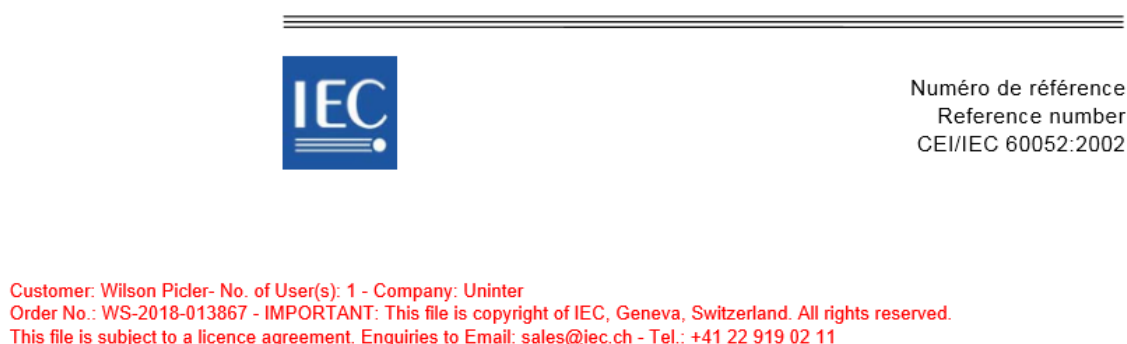 IEC
Numéro de référence
Reference number
CEI/IEC 60052:2002
Customer: Wilson Picler- No. of User(s): 1 - Company: Uninter
Order No.: WS-2018-013867 - IMPORTANT: This file is copyright of IEC, Geneva, Switzerland. All rights reserved.
This file is subject to a licence agreement. Enquiries to Email: sales@iec.ch - Tel.: +41 22 919 02 11